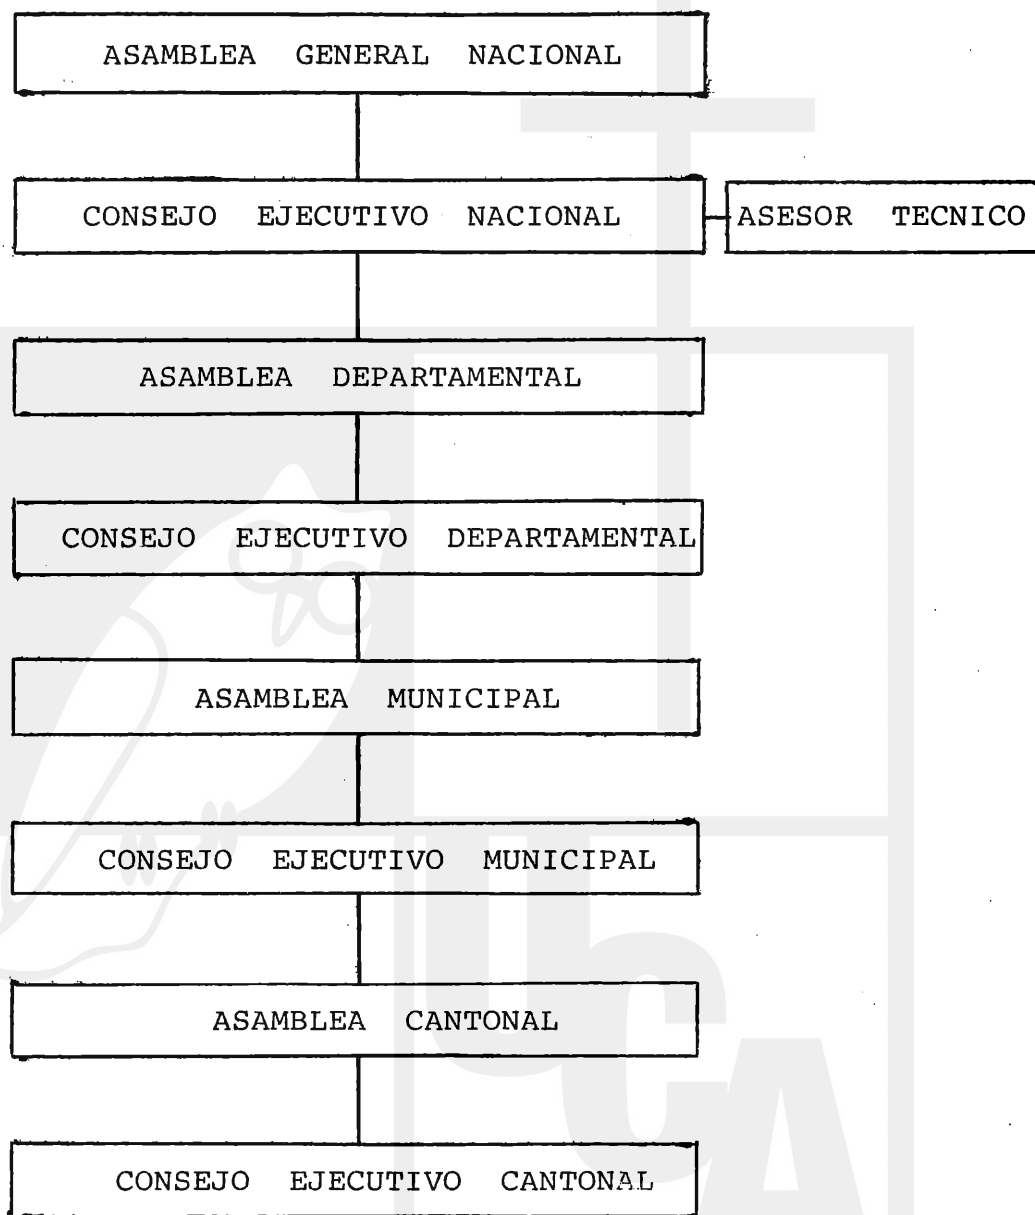 ASAMBLEA GENERAL NACIONAL
CONSEJO EJECUTIVO NACIONAL
ASESOR TECNICO
ASAMBLEA DEPARTAMENTAL
CONSEJO EJECUTIVO DEPARTAMENTAL
ASAMBLEA MUNICIPAL
CONSEJO EJECUTIVO MUNICIPAL
ASAMBLEA CANTONAL
CONSEJO EJECUTIVO CANTONAL
UCA